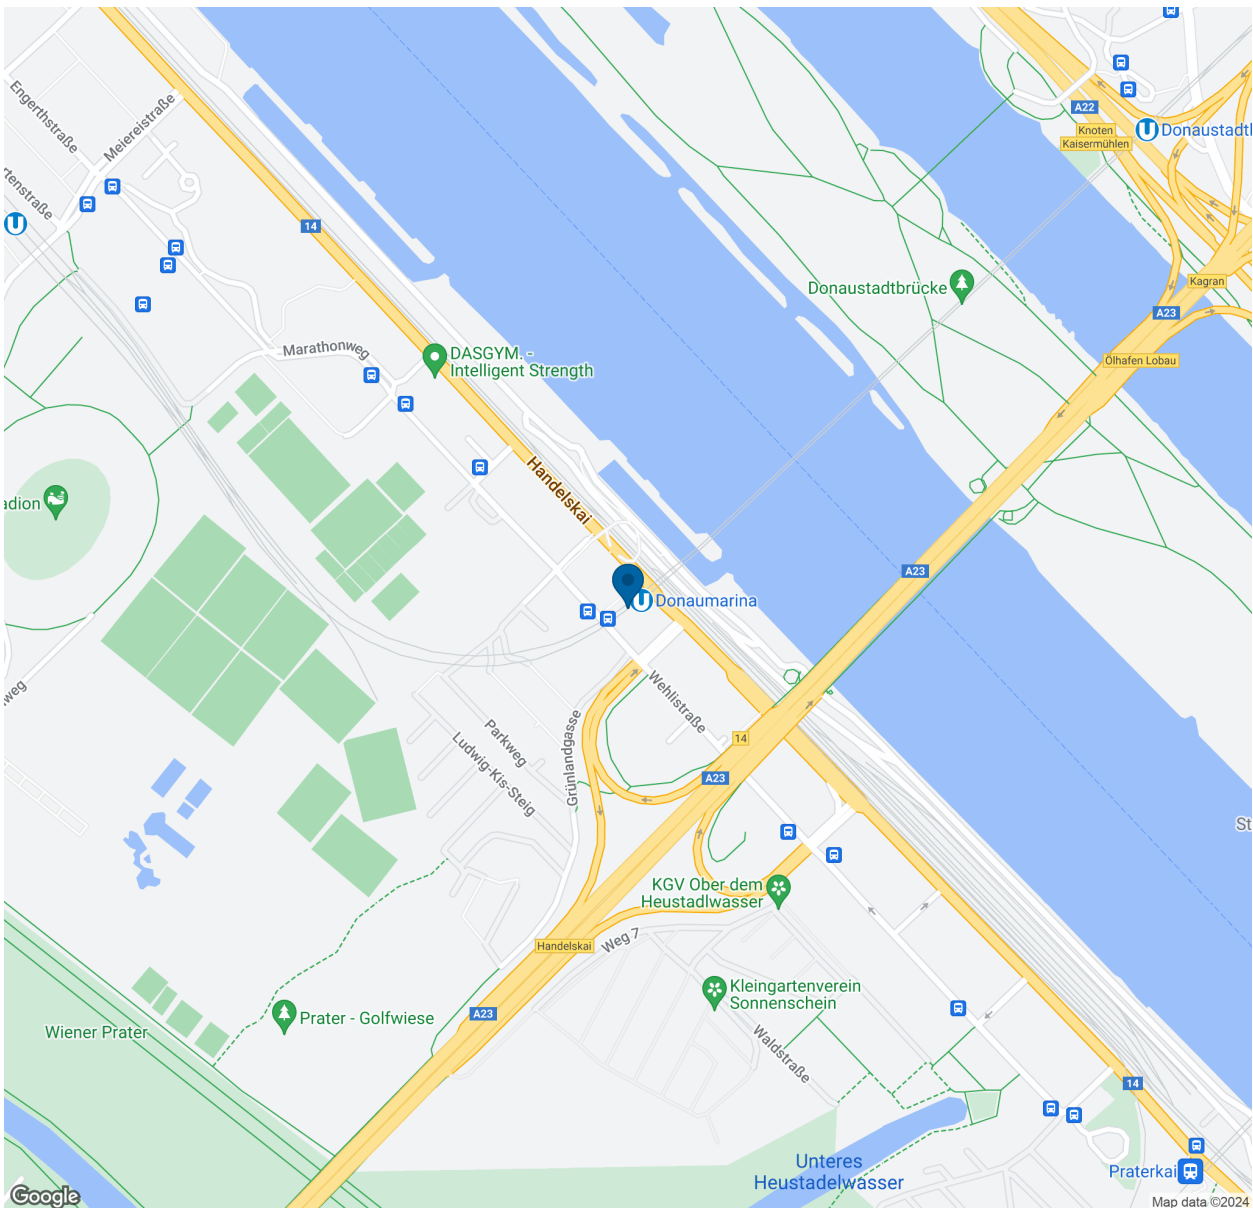 Engerthstraße
Meiereistraße
rtenstraße
A22
Knoten
Kaisermühlen
Donaustadtb
14
Donaustadtbrücke
Kagran
A23
Ölhafen Lobau
Marathonweg
DASGYM. -
Intelligent Strength
Handelskai
adion
A23
Donaumarina
weg
Wehlistraße
Grünlandgasse
Parkweg
Ludwig-Kis-Steig
14
A23
St
KGV Ober dem
Heustadlwasser
Handelskai
Weg 7
Kleingartenverein
Sonnenschein
A23
Prater - Golfwiese
Wiener Prater
Waldstraße
14
Unteres
Heustadelwasser
Praterkai
Google
Map data ©2024